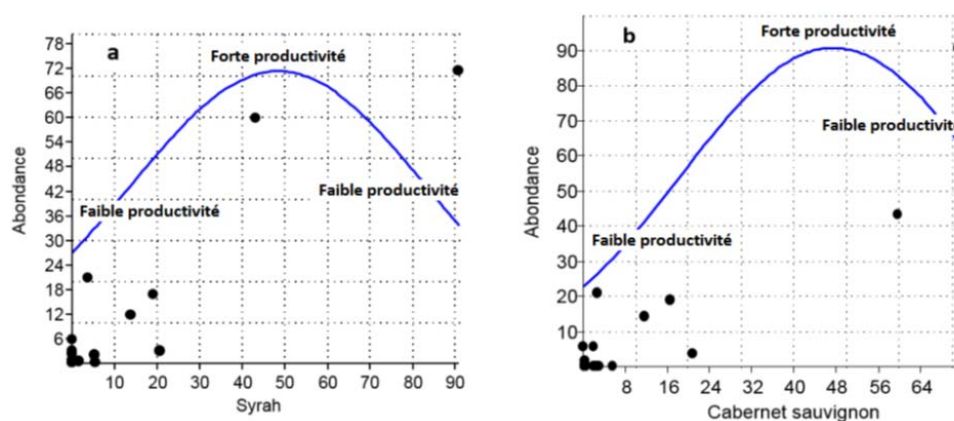 a
Forte productivité
Faible productivité
Faible productivité
Abondance
78
72
66
60
54
48
42
36
30
24
18
12
6
10 20 30 40 50 60 70 80 90
Syrah
b
Forte productivité
Faible productivité
Faible productivité
Abondance
90
80
70
60
50
40
30
20
10
8 16 24 32 40 48 56 64
Cabernet sauvignon